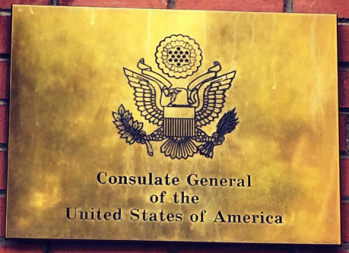 Consulate General
of the
United States of America